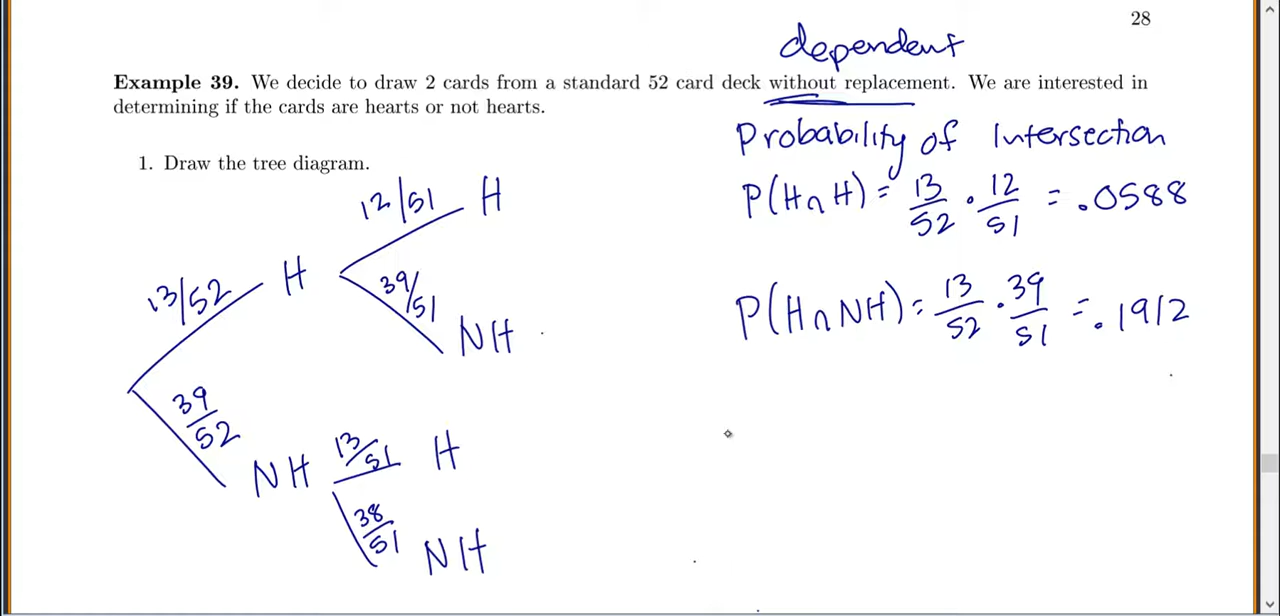 28
dependent
Example 39. We decide to draw 2 cards from a standard 52 card deck without replacement. We are interested in
determining if the cards are hearts or not hearts.
Probability of Intersection
1. Draw the tree diagram.
12/51 H
P(H∩H) = 13/52 · 12/51 = .0588
13/52 H
39/51
NH
P(H∩NH) = 13/52 · 39/51 = .1912
39/52
NH 13/51 H
38/51 NH